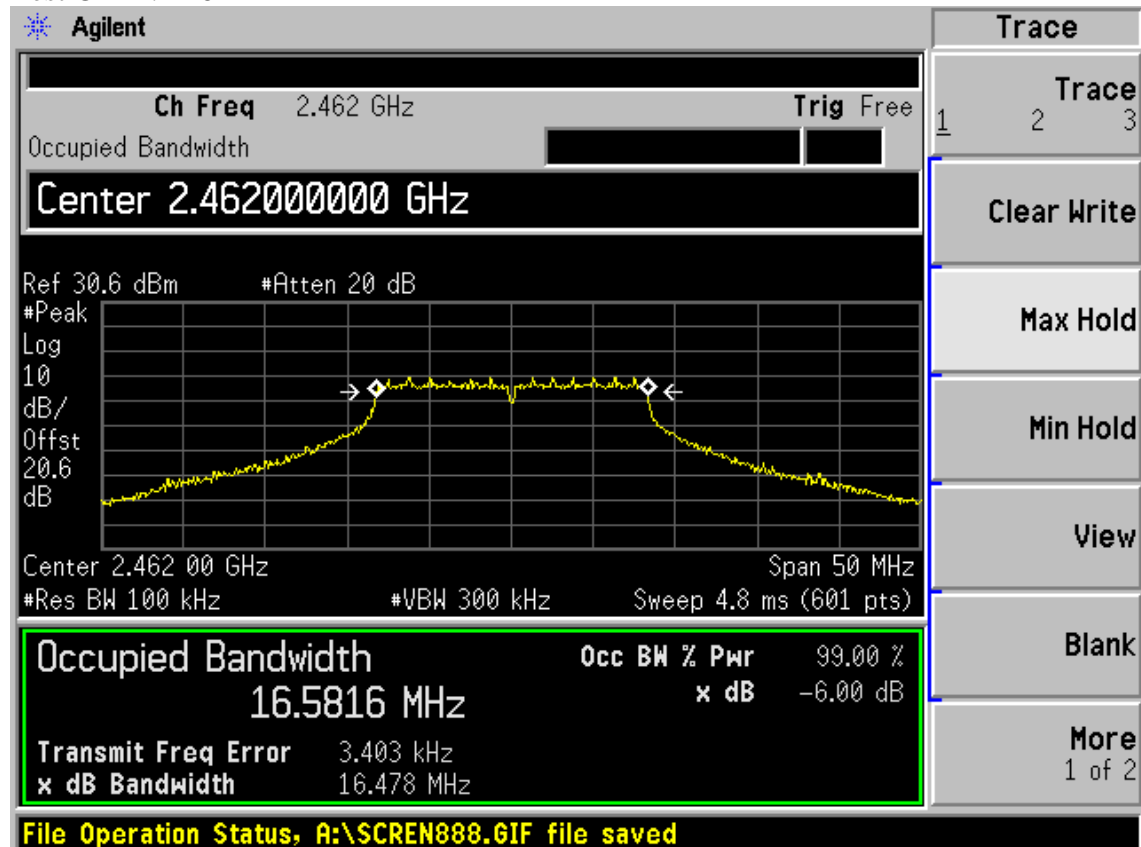 Agilent
Trace
Ch Freq 2.462 GHz Trig Free
Occupied Bandwidth
Center 2.462000000 GHz
Ref 30.6 dBm #Atten 20 dB
#Peak
Log
10
dB/
Offst
20.6
dB
Center 2.462 00 GHz Span 50 MHz
#Res BW 100 kHz #VBW 300 kHz Sweep 4.8 ms (601 pts)
Occupied Bandwidth
16.5816 MHz
Occ BW % Pwr 99.00 %
x dB -6.00 dB
Transmit Freq Error 3.403 kHz
x dB Bandwidth 16.478 MHz
File Operation Status, A:\SCREN888.GIF file saved
Trace
1 2 3
Clear Write
Max Hold
Min Hold
View
Blank
More
1 of 2